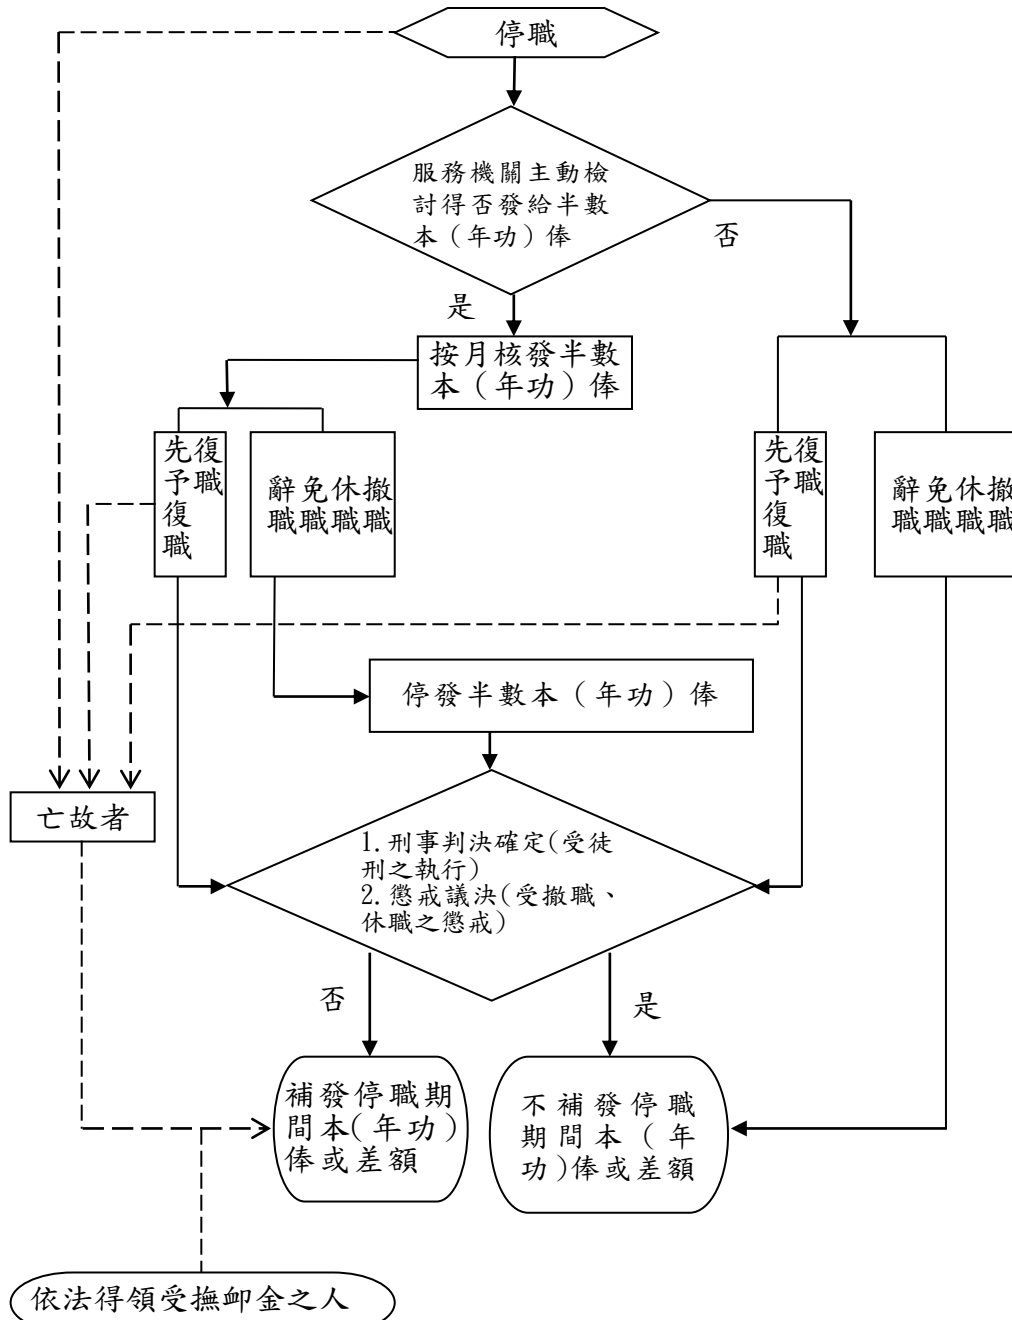 停職
服務機關主動檢
討得否發給半數
本（年功）俸
否
是
按月核發半數
本（年功）俸
先予復職
復職
辭職
免職
休職
撤職
先予復職
復職
辭職
免職
休職
撤職
停發半數本（年功）俸
亡故者
1.刑事判決確定(受徒
刑之執行)
2.懲戒議決(受撤職、
休職之懲戒)
否
是
補發停職期
間本(年功)
俸或差額
不補發停職
期間本（年
功)俸或差額
依法得領受撫卹金之人